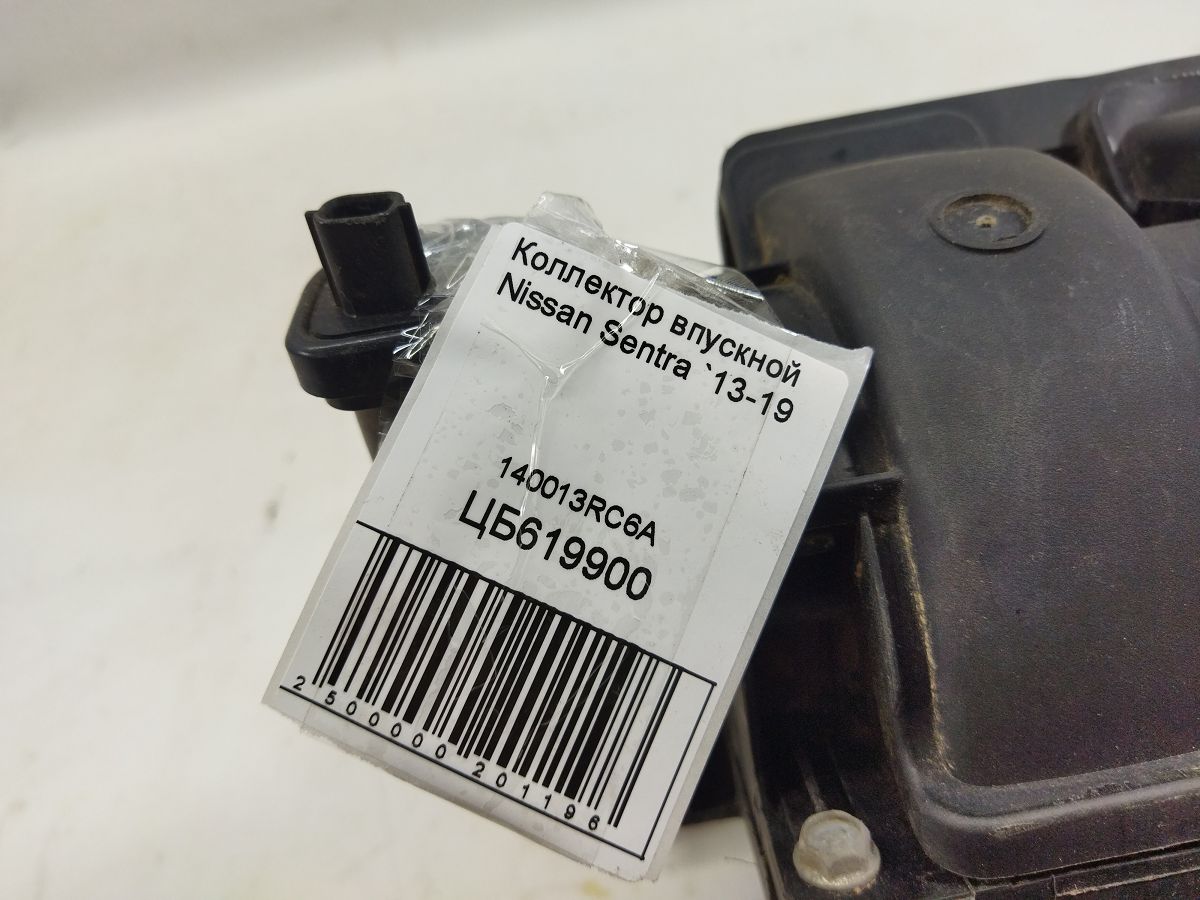 Коллектор впускной
Nissan Sentra `13-19
140013RC6A
ЦБ619900
2500000201196